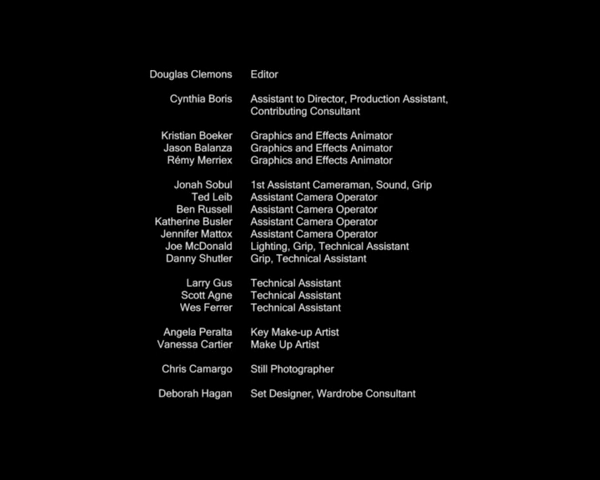 Douglas Clemons Editor
Cynthia Boris Assistant to Director, Production Assistant,
Contributing Consultant
Kristian Boeker Graphics and Effects Animator
Jason Balanza Graphics and Effects Animator
Rémy Merriex Graphics and Effects Animator
Jonah Sobul 1st Assistant Cameraman, Sound, Grip
Ted Leib Assistant Camera Operator
Ben Russell Assistant Camera Operator
Katherine Busler Assistant Camera Operator
Jennifer Mattox Assistant Camera Operator
Joe McDonald Lighting, Grip, Technical Assistant
Danny Shutler Grip, Technical Assistant
Larry Gus Technical Assistant
Scott Agne Technical Assistant
Wes Ferrer Technical Assistant
Angela Peralta Key Make-up Artist
Vanessa Cartier Make Up Artist
Chris Camargo Still Photographer
Deborah Hagan Set Designer, Wardrobe Consultant